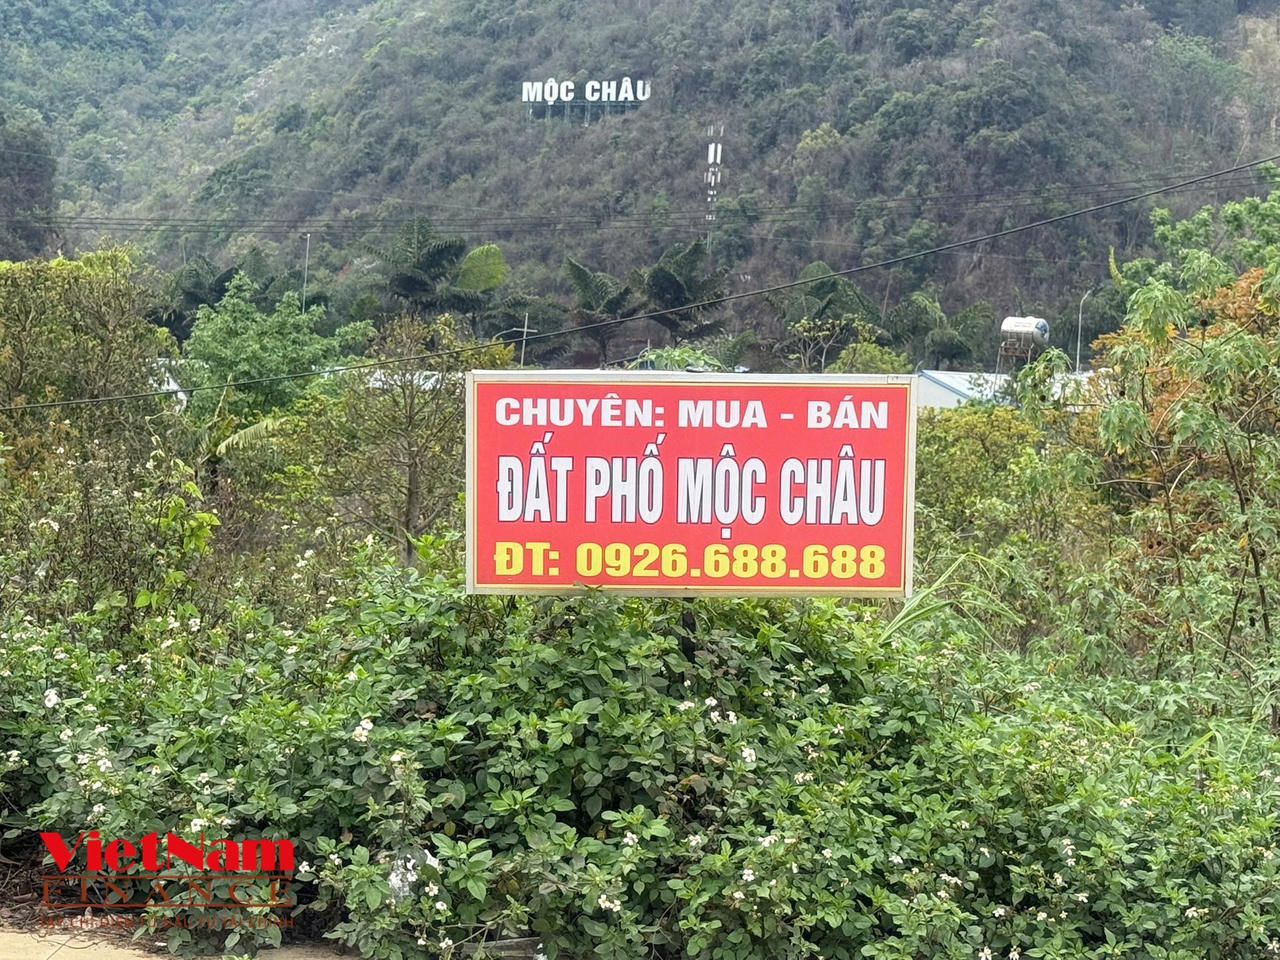 MỘC CHÂU
CHUYÊN: MUA - BÁN
ĐẤT PHỐ MỘC CHÂU
ĐT: 0926.688.688
VietNam
FINANCE